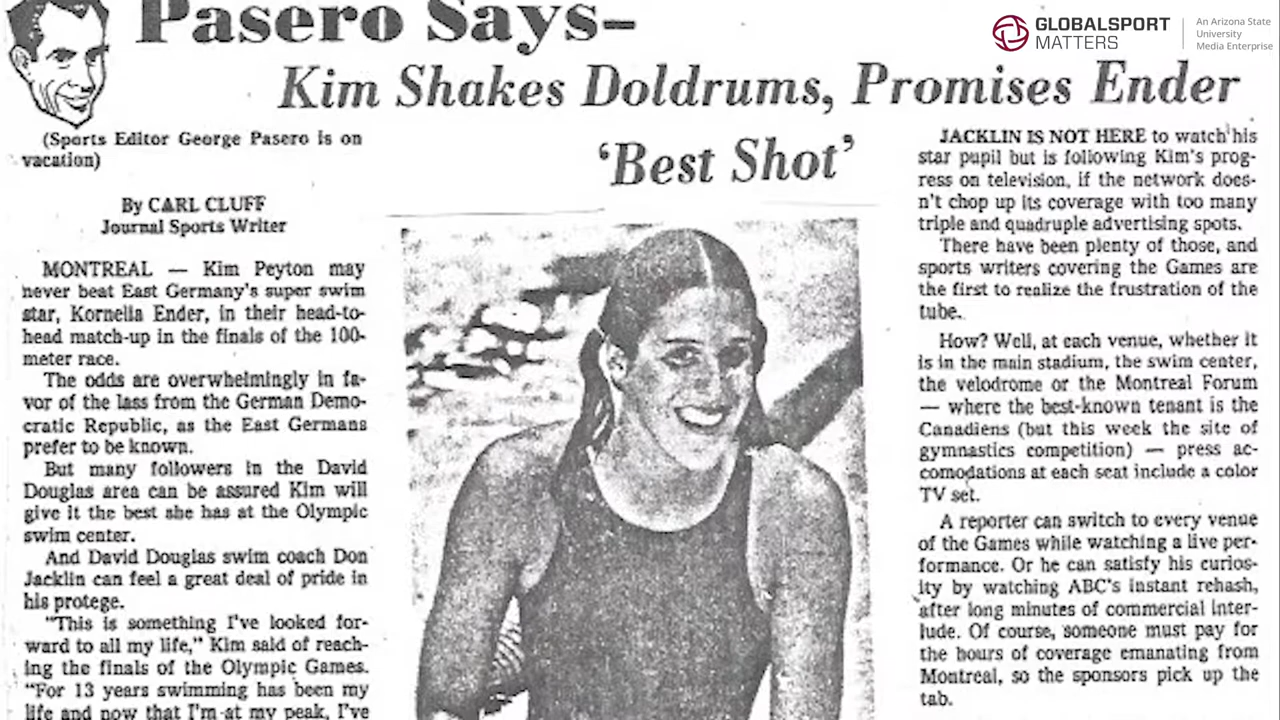 Pasero Says—
GLOBALSPORT
MATTERS
An Arizona State
University
Media Enterprise
Kim Shakes Doldrums, Promises Ender
'Best Shot'
(Sports Editor George Pasero is on
vacation)
By CARL CLUFF
Journal Sports Writer
MONTREAL — Kim Peyton may
never beat East Germany's super swim
star, Kornelia Ender, in their head-to-
head match-up in the finals of the 100-
meter race.
The odds are overwhelmingly in fa-
vor of the lass from the German Demo-
cratic Republic, as the East Germans
prefer to be known.
But many followers in the David
Douglas area can be assured Kim will
give it the best she has at the Olympic
swim center.
And David Douglas swim coach Don
Jacklin can feel a great deal of pride in
his protege.
"This is something I've looked for-
ward to all my life," Kim said of reach-
ing the finals of the Olympic Games.
"For 13 years swimming has been my
life and now that I'm at my peak, I've
JACKLIN IS NOT HERE to watch his
star pupil but is following Kim's prog-
ress on television, if the network does-
n't chop up its coverage with too many
triple and quadruple advertising spots.
There have been plenty of those, and
sports writers covering the Games are
the first to realize the frustration of the
tube.
How? Well, at each venue, whether it
is in the main stadium, the swim center,
the velodrome or the Montreal Forum
— where the best-known tenant is the
Canadiens (but this week the site of
gymnastics competition) — press ac-
comodations at each seat include a color
TV set.
A reporter can switch to every venue
of the Games while watching a live per-
formance. Or he can satisfy his curios-
ity by watching ABC's instant rehash,
after long minutes of commercial inter-
lude. Of course, someone must pay for
the hours of coverage emanating from
Montreal, so the sponsors pick up the
tab.